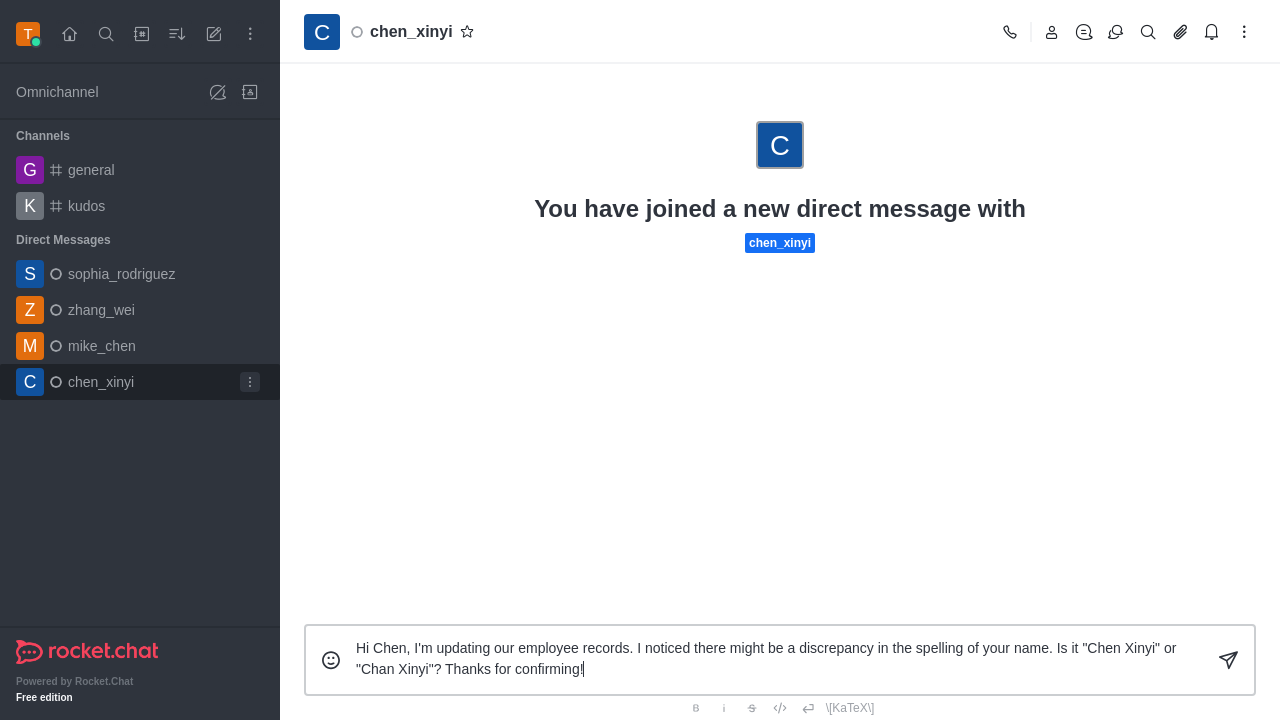 T
Omnichannel
Channels
G general
K kudos
Direct Messages
S sophia_rodriguez
Z zhang_wei
M mike_chen
C chen_xinyi
rocket.chat
Powered by Rocket.Chat
Free edition
C chen_xinyi
C
You have joined a new direct message with
chen_xinyi
Hi Chen, I'm updating our employee records. I noticed there might be a discrepancy in the spelling of your name. Is it "Chen Xinyi" or
"Chan Xinyi"? Thanks for confirming!
B i S \[KaTeX\]